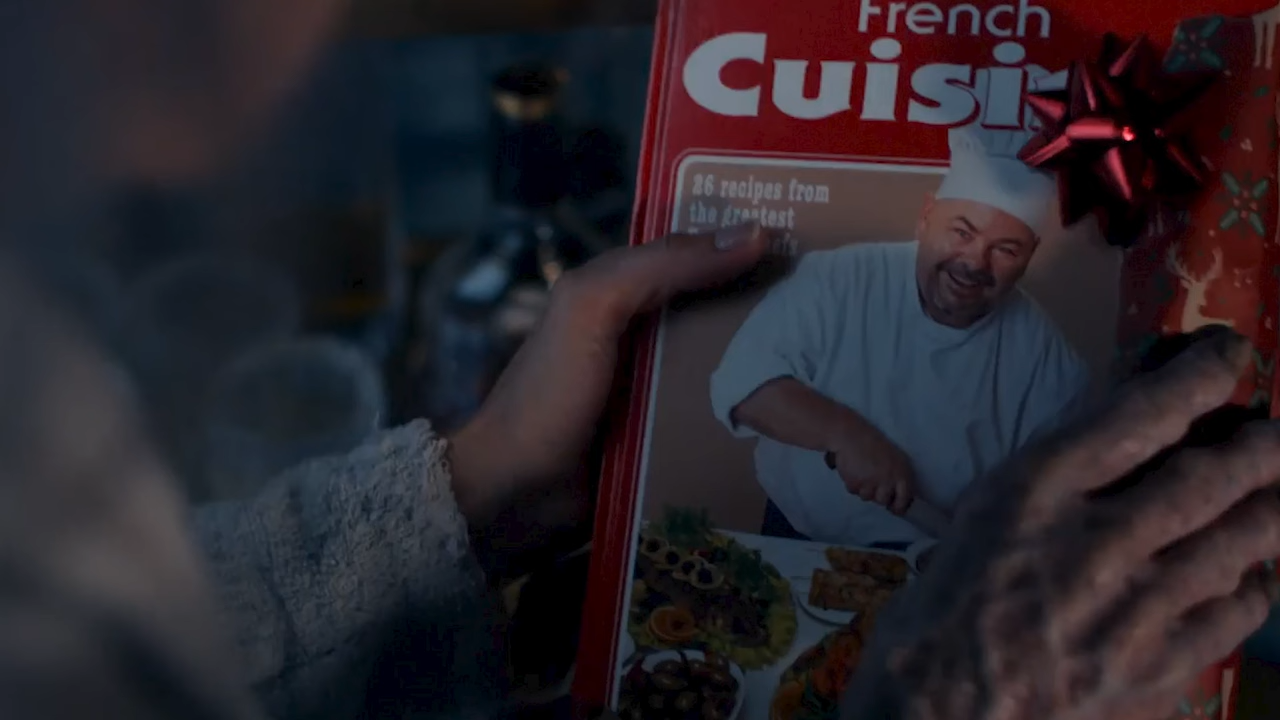 French
Cuisi
26 recipes from
the greatest